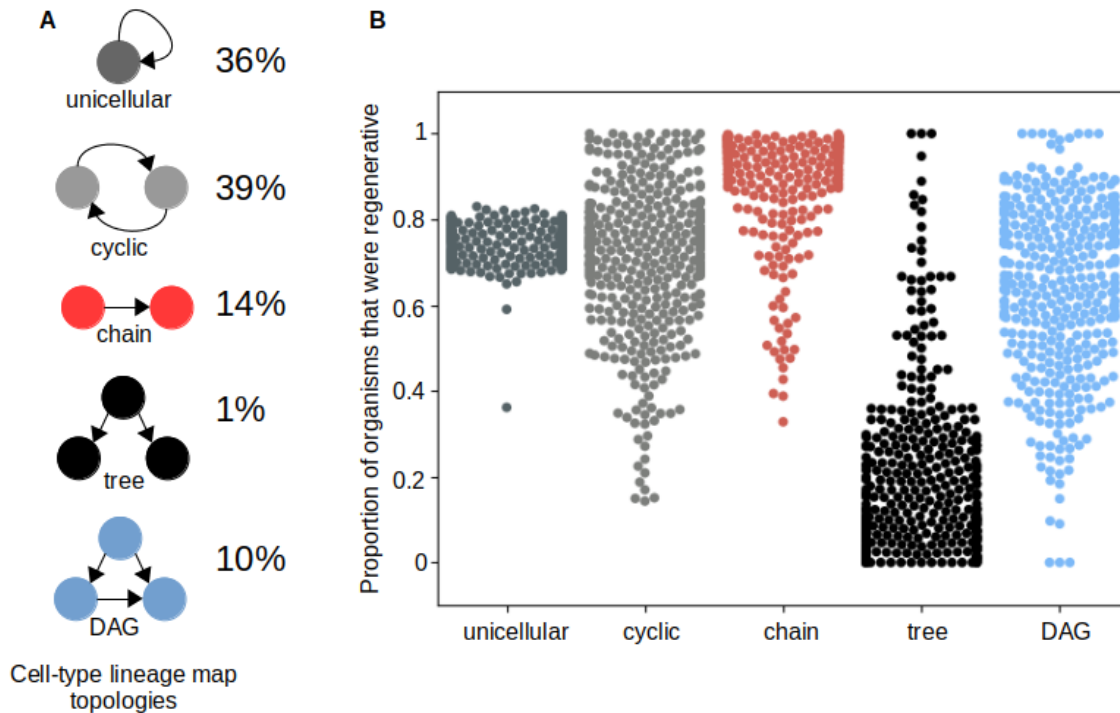 A
36%
unicellular
39%
cyclic
14%
chain
1%
tree
10%
DAG
Cell-type lineage map
topologies
B
Proportion of organisms that were regenerative
1
0.8
0.6
0.4
0.2
0
unicellular
cyclic
chain
tree
DAG